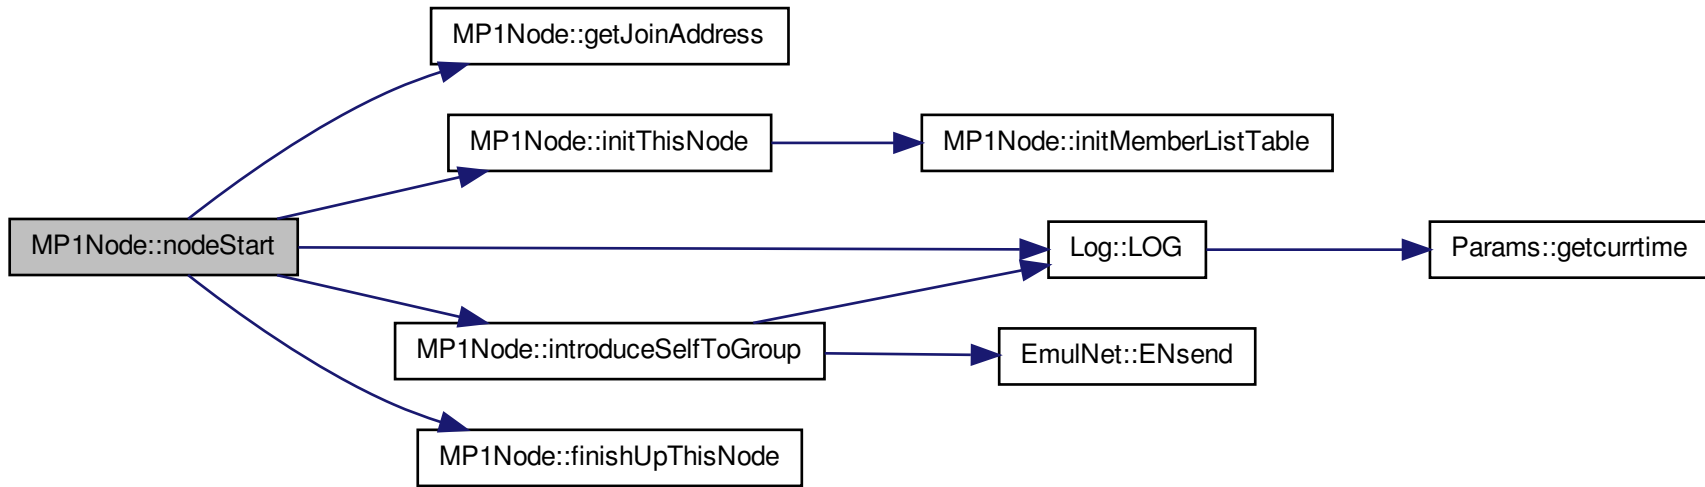 MP1Node::getJoinAddress
MP1Node::initThisNode
MP1Node::initMemberListTable
MP1Node::nodeStart
Log::LOG
Params::getcurrtime
MP1Node::introduceSelfToGroup
EmulNet::ENsend
MP1Node::finishUpThisNode